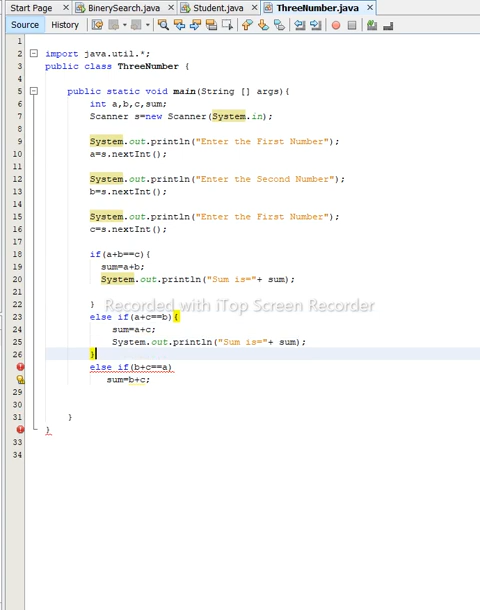 Start Page BinerySearch.java Student.java ThreeNumber.java
Source History
1
2 import java.util.*;
3 public class ThreeNumber {
4
5 public static void main(String [] args){
6 int a,b,c,sum;
7 Scanner s=new Scanner(System.in);
8
9 System.out.println("Enter the First Number");
10 a=s.nextInt();
11
12 System.out.println("Enter the Second Number");
13 b=s.nextInt();
14
15 System.out.println("Enter the First Number");
16 c=s.nextInt();
17
18 if(a+b==c){
19 sum=a+b;
20 System.out.println("Sum is="+ sum);
21
22 }
Recorded with iTop Screen Recorder
23 else if(a+c==b){
24 sum=a+c;
25 System.out.println("Sum is="+ sum);
26 }
else if(b+c==a)
sum=b+c;
29
30
31 }
}
33
34